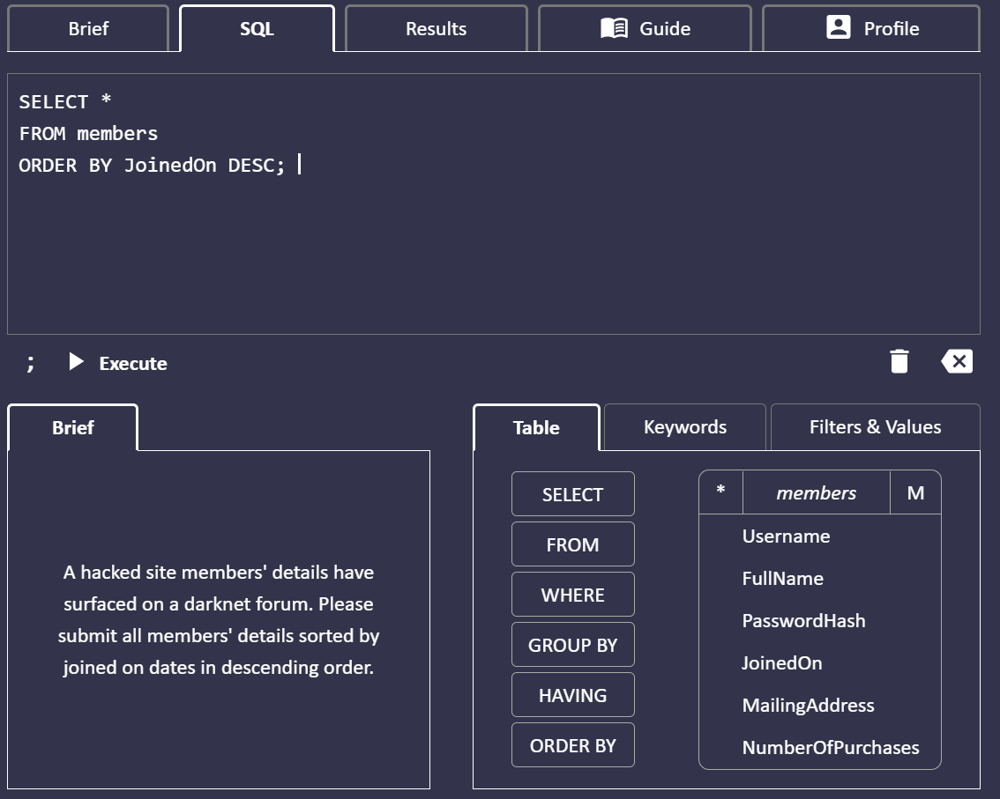 Brief
SQL
Results
Guide
Profile
SELECT *
FROM members
ORDER BY JoinedOn DESC;
;
Execute
Brief
A hacked site members' details have
surfaced on a darknet forum. Please
submit all members' details sorted by
joined on dates in descending order.
Table
Keywords
Filters & Values
SELECT
FROM
WHERE
GROUP BY
HAVING
ORDER BY
* members M
Username
FullName
PasswordHash
JoinedOn
MailingAddress
NumberOfPurchases